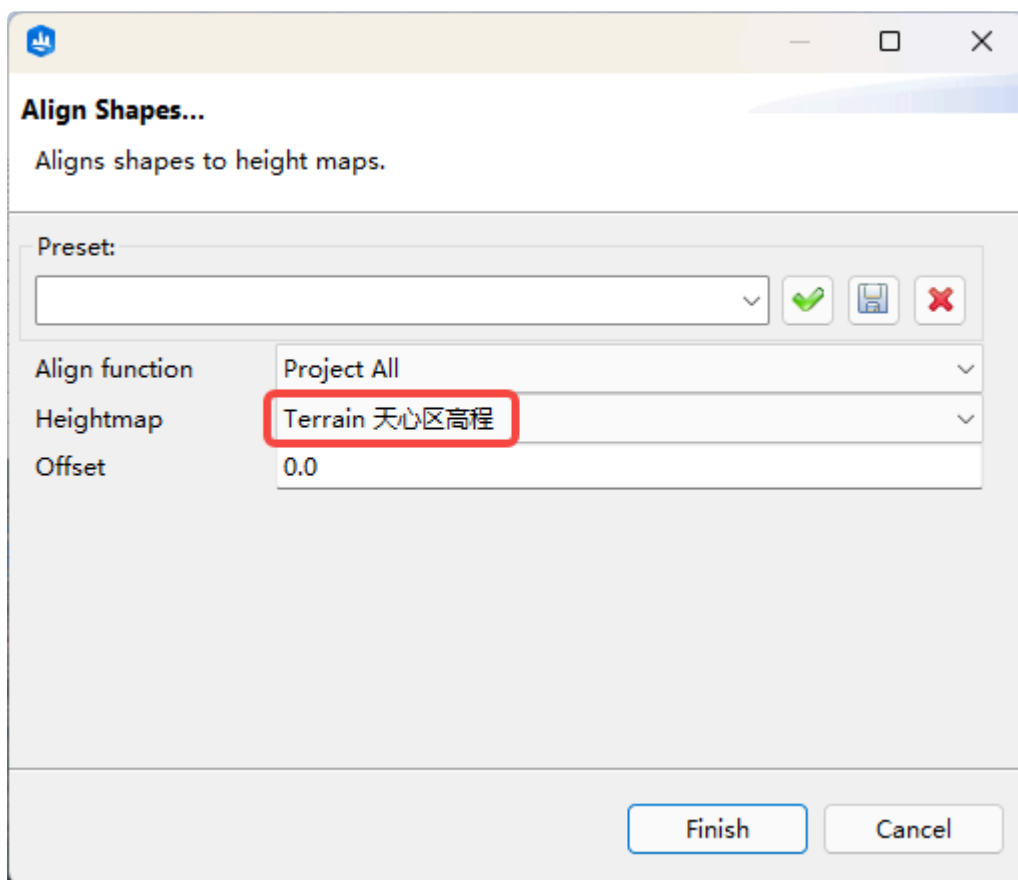 Align Shapes...
Aligns shapes to height maps.
Preset:
Align function Project All
Heightmap Terrain 天心区高程
Offset 0.0
Finish Cancel